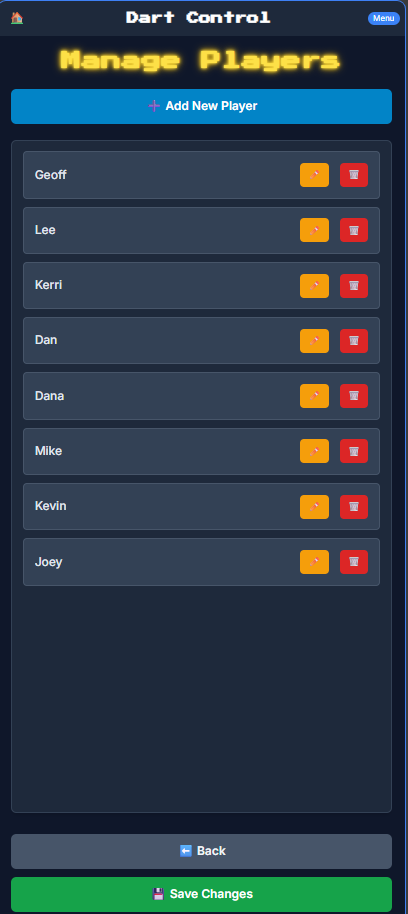 Dart Control
Menu
Manage Players
Add New Player
Geoff
Lee
Kerri
Dan
Dana
Mike
Kevin
Joey
Back
Save Changes